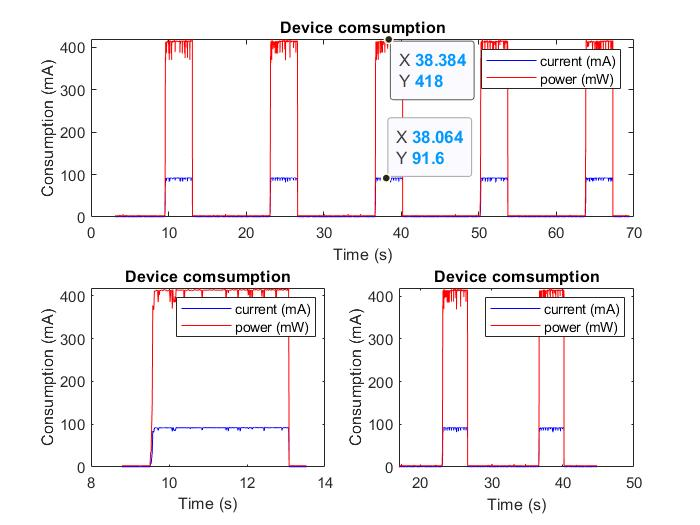 Device comsumption
400
300
200
100
0
Consumption (mA)
X 38.384
Y 418
X 38.064
Y 91.6
current (mA)
power (mW)
0 10 20 30 40 50 60 70
Time (s)
Device comsumption
400
300
200
100
0
Consumption (mA)
current (mA)
power (mW)
8 10 12 14
Time (s)
Device comsumption
400
300
200
100
0
Consumption (mA)
current (mA)
power (mW)
20 30 40 50
Time (s)